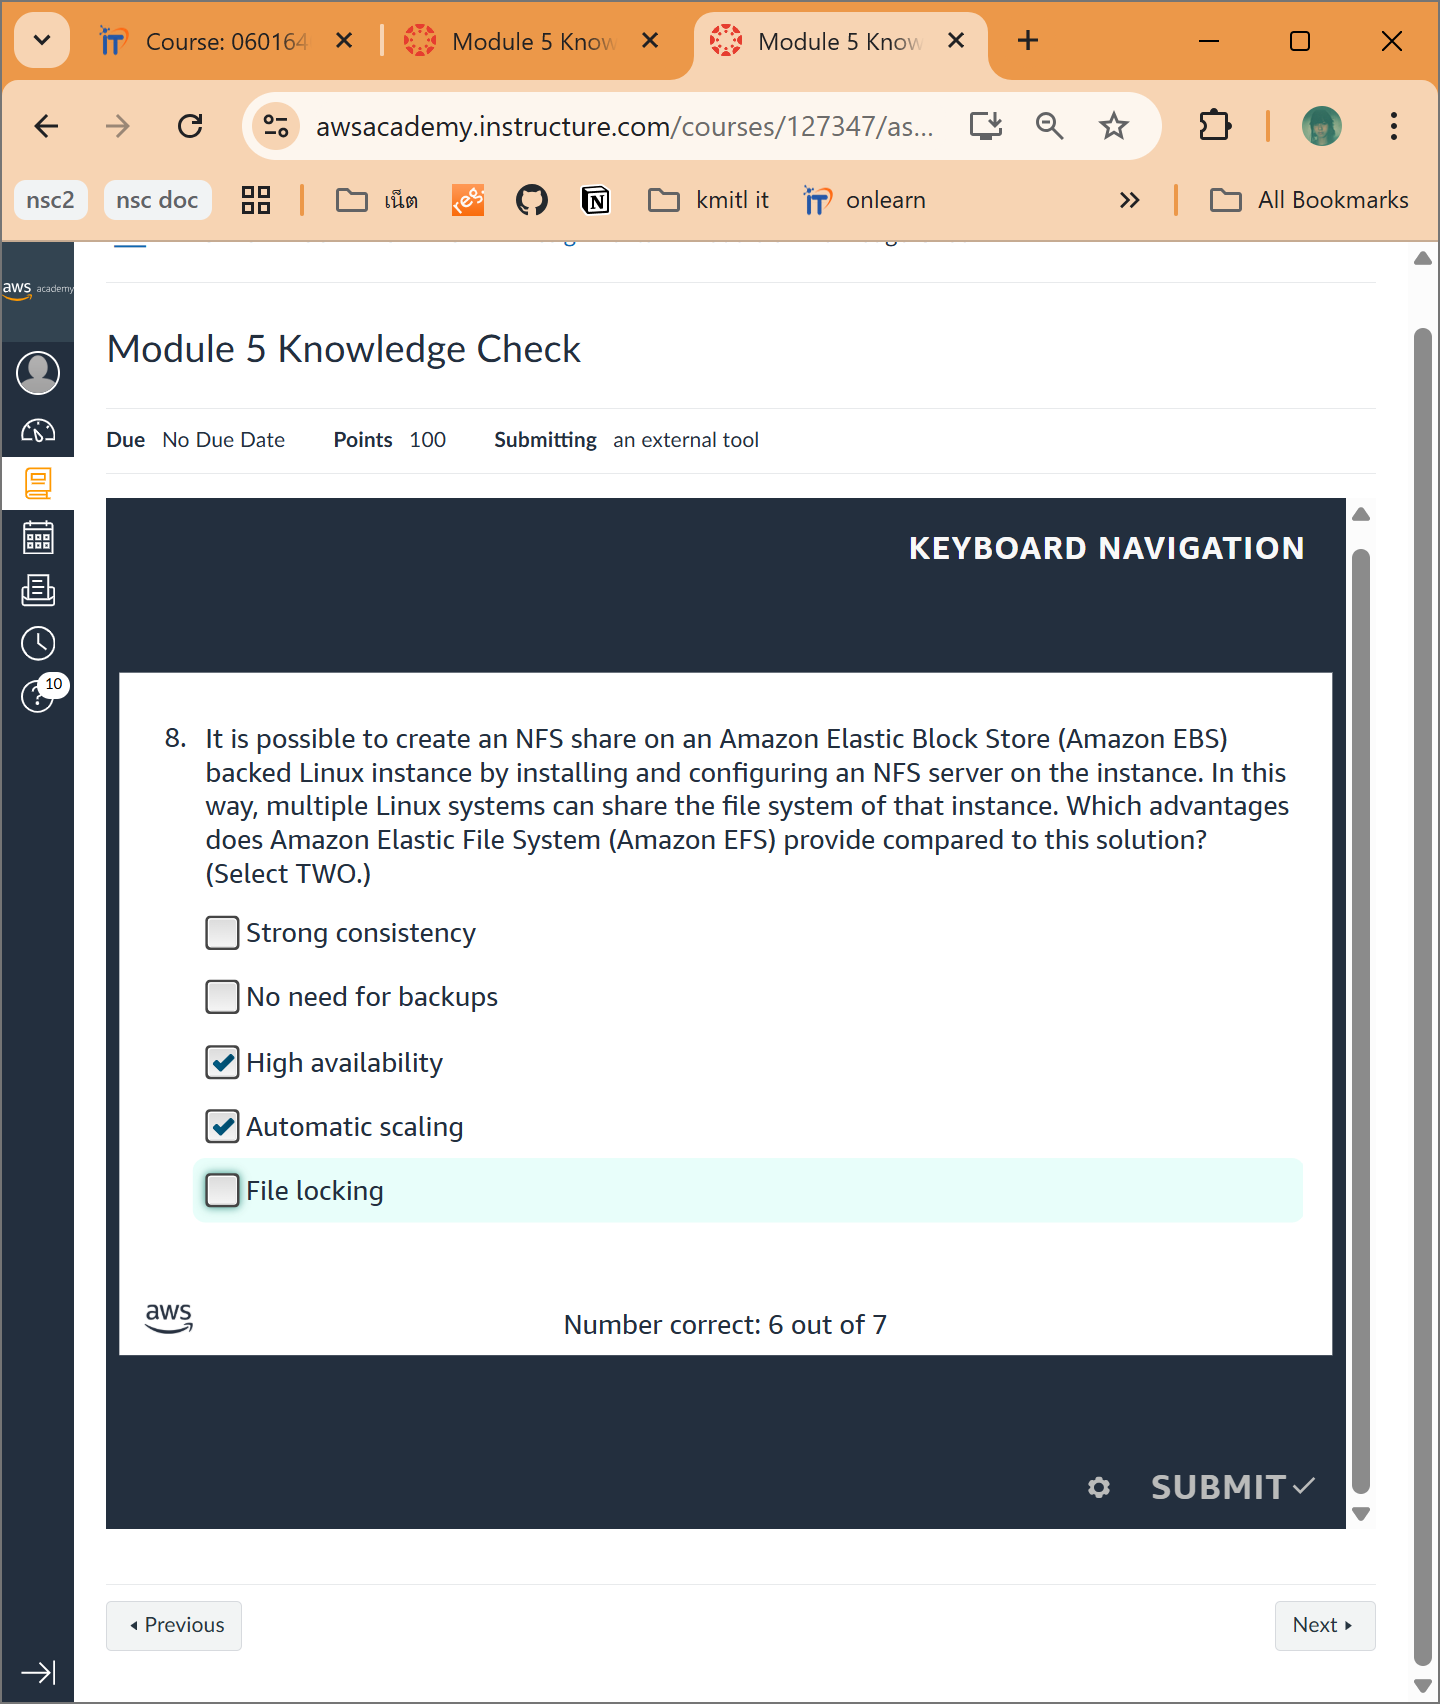 Course: 060164
Module 5 Know
Module 5 Know
awsacademy.instructure.com/courses/127347/as...
nsc2
nsc doc
เน็ต
reg.
kmitl it
onlearn
All Bookmarks
aws academy
Module 5 Knowledge Check
Due No Due Date Points 100 Submitting an external tool
10
KEYBOARD NAVIGATION
8. It is possible to create an NFS share on an Amazon Elastic Block Store (Amazon EBS)
backed Linux instance by installing and configuring an NFS server on the instance. In this
way, multiple Linux systems can share the file system of that instance. Which advantages
does Amazon Elastic File System (Amazon EFS) provide compared to this solution?
(Select TWO.)
Strong consistency
No need for backups
High availability
Automatic scaling
File locking
aws
Number correct: 6 out of 7
SUBMIT
Previous
Next